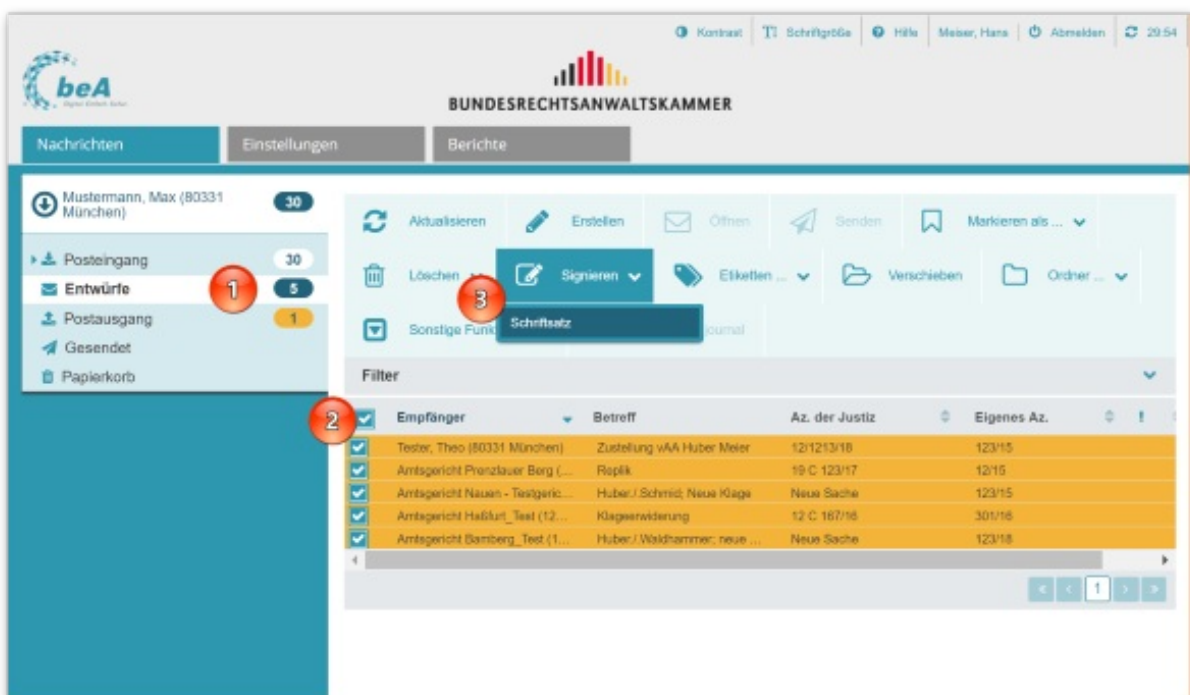 Kontrast Schriftgröße Hilfe Meiser, Hans Abmelden 29:54
beA
BUNDESRECHTSANWALTSKAMMER
Nachrichten Einstellungen Berichte
Mustermann, Max (80331
München) 30
Posteingang 30
Entwürfe 1 5
Postausgang 1
Gesendet
Papierkorb
Aktualisieren Erstellen Öffnen Senden Markieren als ...
Löschen 3 Signieren Etiketten ... Verschieben Ordner ...
Sonstige Funk Schriftsatz journal
Filter
2 Empfänger Betreff Az. der Justiz Eigenes Az. !
Tester, Theo (80331 München) Zustellung vAA Huber Meier 12/1213/18 123/15
Amtsgericht Prenzlauer Berg (... Replik 19 C 123/17 12/15
Amtsgericht Nauen - Testgeric... Huber./.Schmid; Neue Klage Neue Sache 123/15
Amtsgericht Haßfurt_Test (12... Klageerwiderung 12 C 167/16 301/16
Amtsgericht Bamberg_Test (1... Huber./.Waldhammer; neue ... Neue Sache 123/18
« ‹ 1 › »